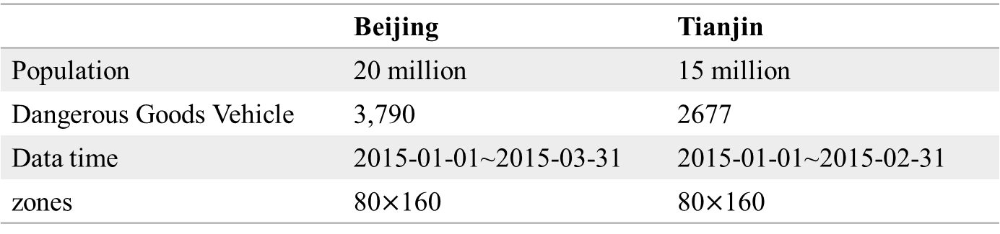 Beijing Tianjin
Population 20 million 15 million
Dangerous Goods Vehicle 3,790 2677
Data time 2015-01-01~2015-03-31 2015-01-01~2015-02-31
zones 80×160 80×160